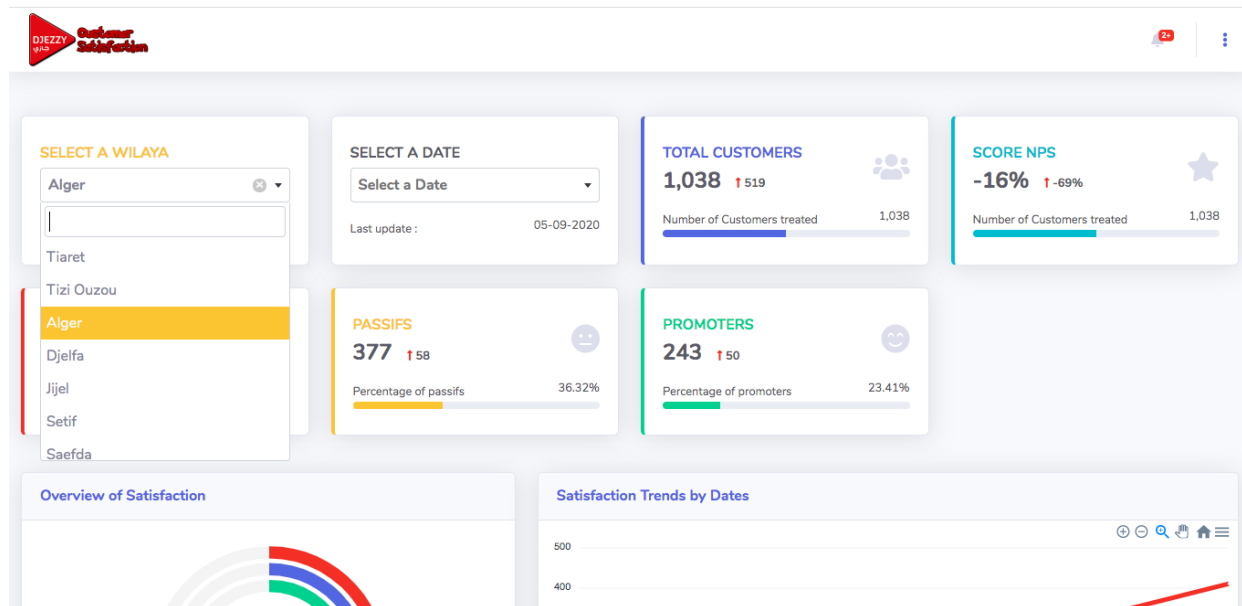 DJEZZY
جازي
Customer
Satisfaction
2+
SELECT A WILAYA
Alger
Tiaret
Tizi Ouzou
Alger
Djelfa
Jijel
Setif
Saefda
SELECT A DATE
Select a Date
Last update :
05-09-2020
TOTAL CUSTOMERS
1,038 ↑ 519
Number of Customers treated
1,038
SCORE NPS
-16% ↑ -69%
Number of Customers treated
1,038
PASSIFS
377 ↑ 58
Percentage of passifs
36.32%
PROMOTERS
243 ↑ 50
Percentage of promoters
23.41%
Overview of Satisfaction
Satisfaction Trends by Dates
500
400